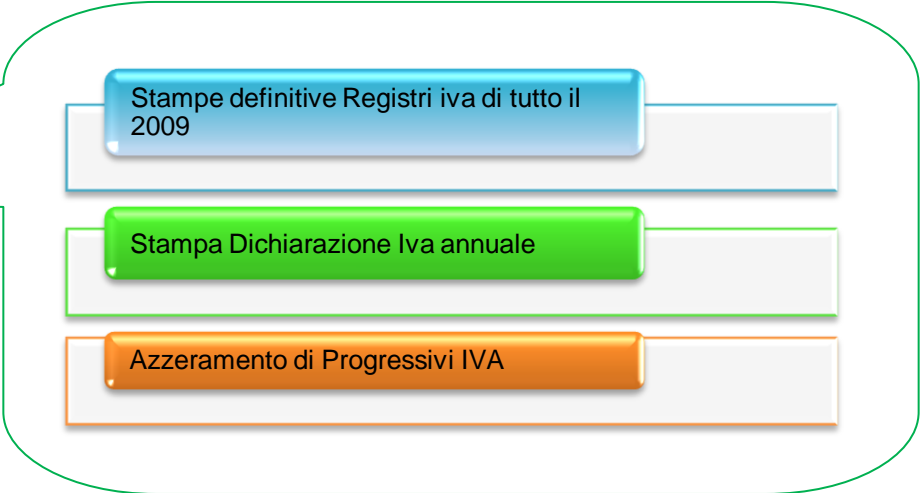 Stampe definitive Registri iva di tutto il
2009
Stampa Dichiarazione Iva annuale
Azzeramento di Progressivi IVA